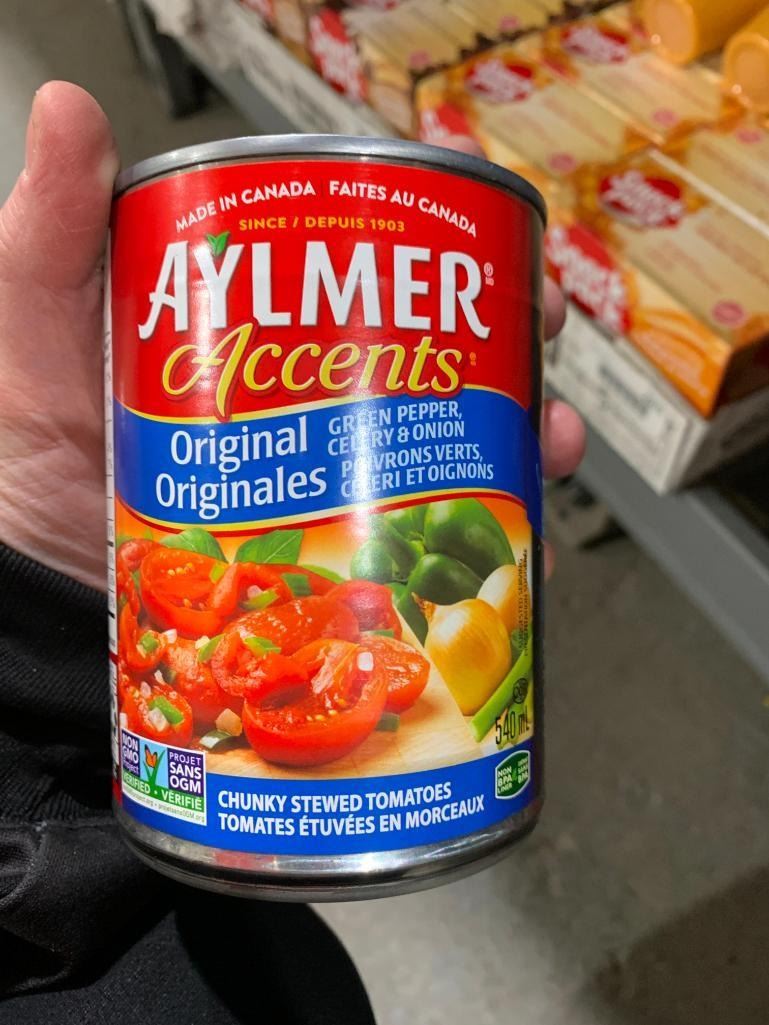 MADE IN CANADA FAITES AU CANADA
SINCE / DEPUIS 1903
AYLMER®
MD
Accents
Original
Originales
GREEN PEPPER,
CELERY & ONION
POIVRONS VERTS,
CÉLERI ET OIGNONS
540 mL
NON
GMO
Project
VERIFIED • VÉRIFIÉ
PROJET
SANS
OGM
NON
BPA
LINER
CHUNKY STEWED TOMATOES
TOMATES ÉTUVÉES EN MORCEAUX